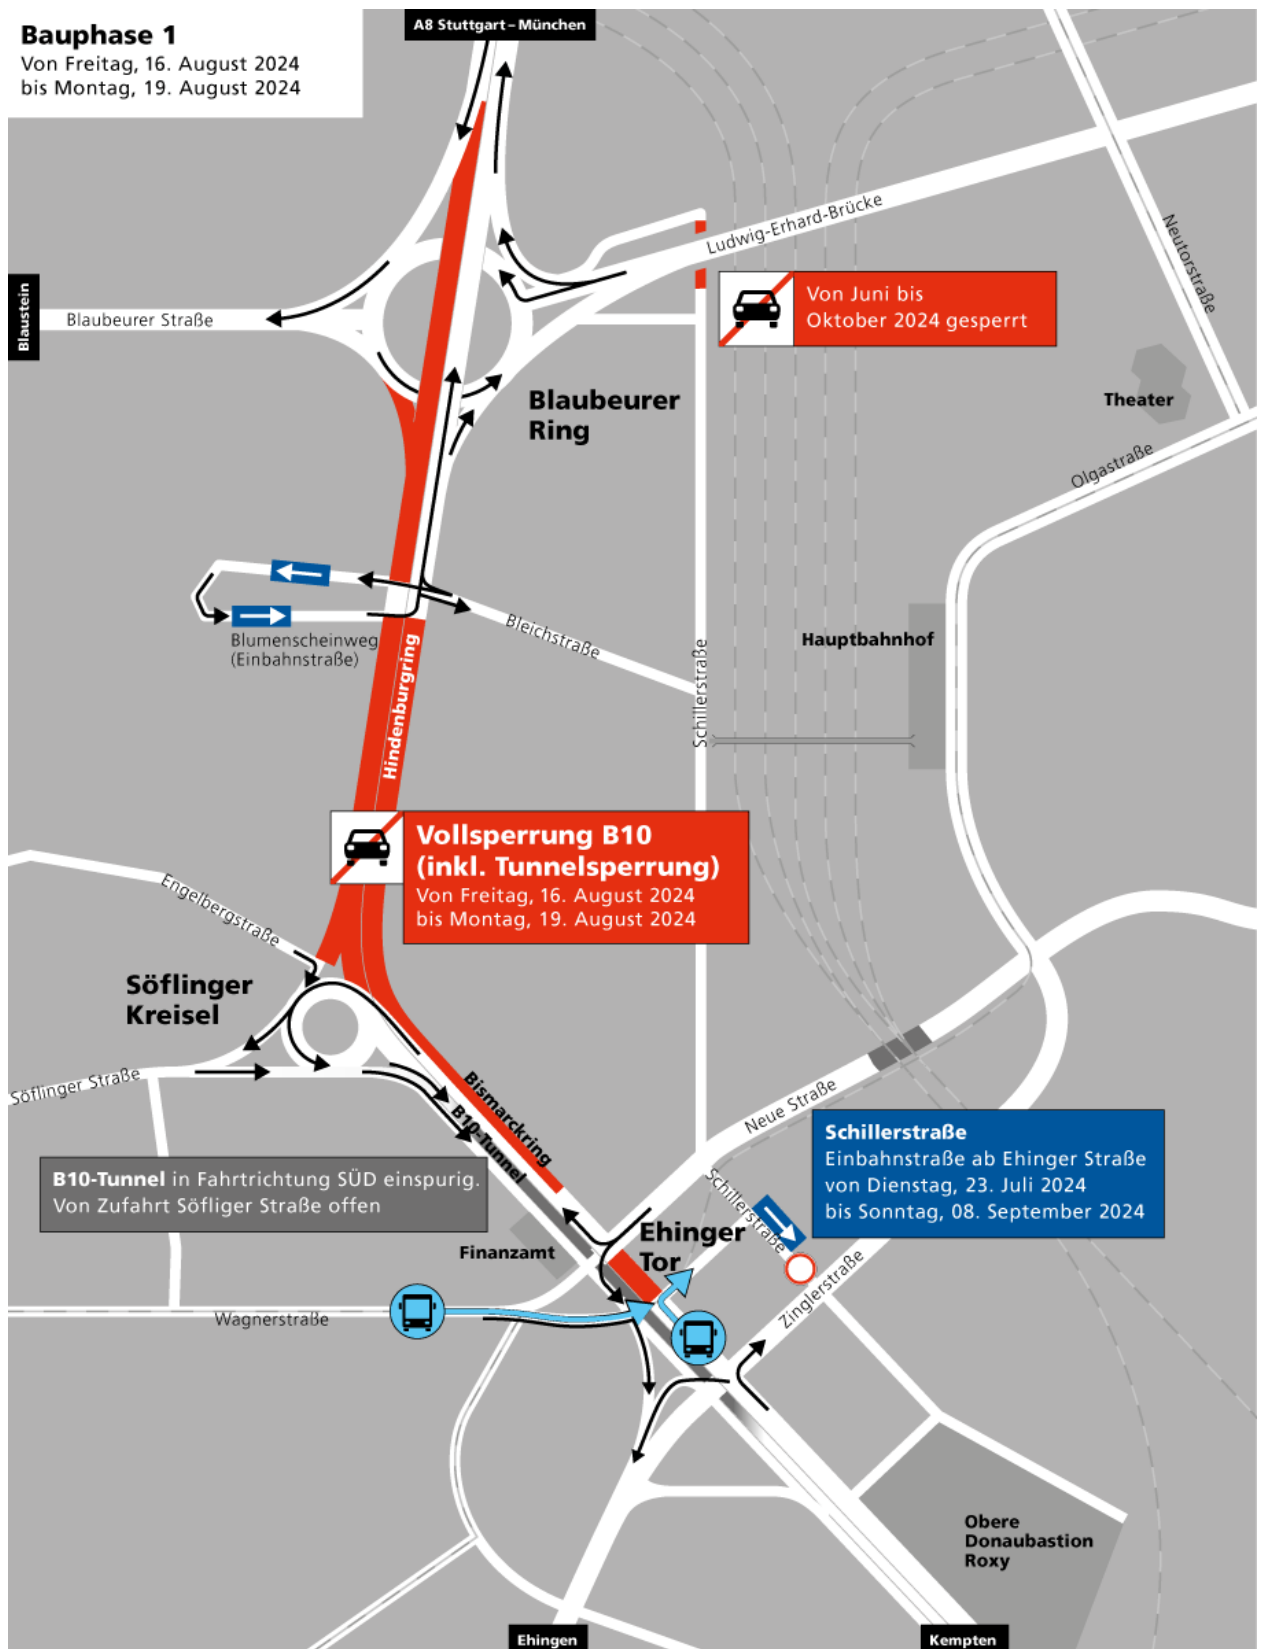 Bauphase 1
Von Freitag, 16. August 2024
bis Montag, 19. August 2024
A8 Stuttgart – München
Ludwig-Erhard-Brücke
Neutorstraße
Blaustein
Blaubeurer Straße
Von Juni bis
Oktober 2024 gesperrt
Blaubeurer
Ring
Theater
Olgastraße
Blumenscheinweg
(Einbahnstraße)
Bleichstraße
Hauptbahnhof
Schillerstraße
Hindenburgring
Vollsperrung B10
(inkl. Tunnelsperrung)
Von Freitag, 16. August 2024
bis Montag, 19. August 2024
Engelbergstraße
Söflinger
Kreisel
Söflinger Straße
Bismarckring
B10-Tunnel
Neue Straße
B10-Tunnel in Fahrtrichtung SÜD einspurig.
Von Zufahrt Söfliger Straße offen
Schillerstraße
Einbahnstraße ab Ehinger Straße
von Dienstag, 23. Juli 2024
bis Sonntag, 08. September 2024
Schillerstraße
Ehinger
Tor
Finanzamt
Wagnerstraße
Zinglerstraße
Obere
Donaubastion
Roxy
Ehingen
Kempten